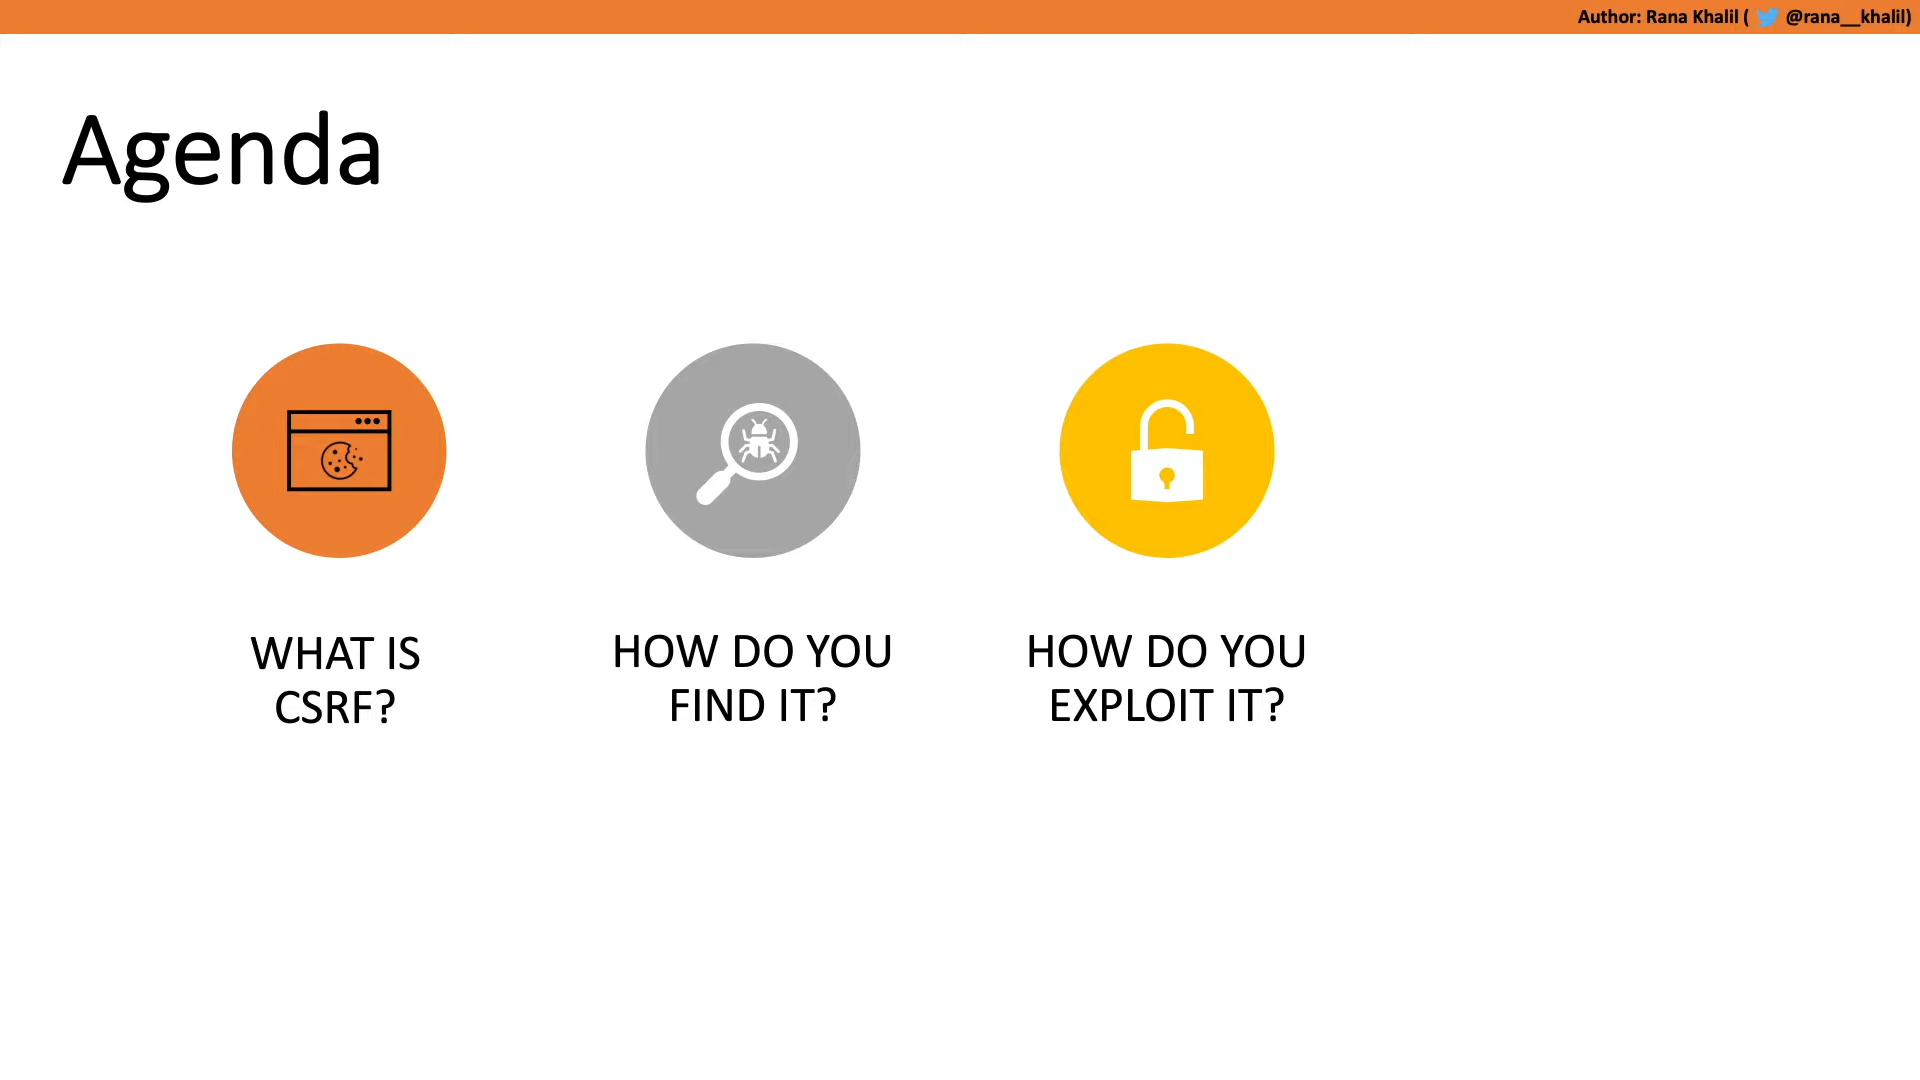 Author: Rana Khalil ( @rana__khalil)
Agenda
WHAT IS
CSRF?
HOW DO YOU
FIND IT?
HOW DO YOU
EXPLOIT IT?